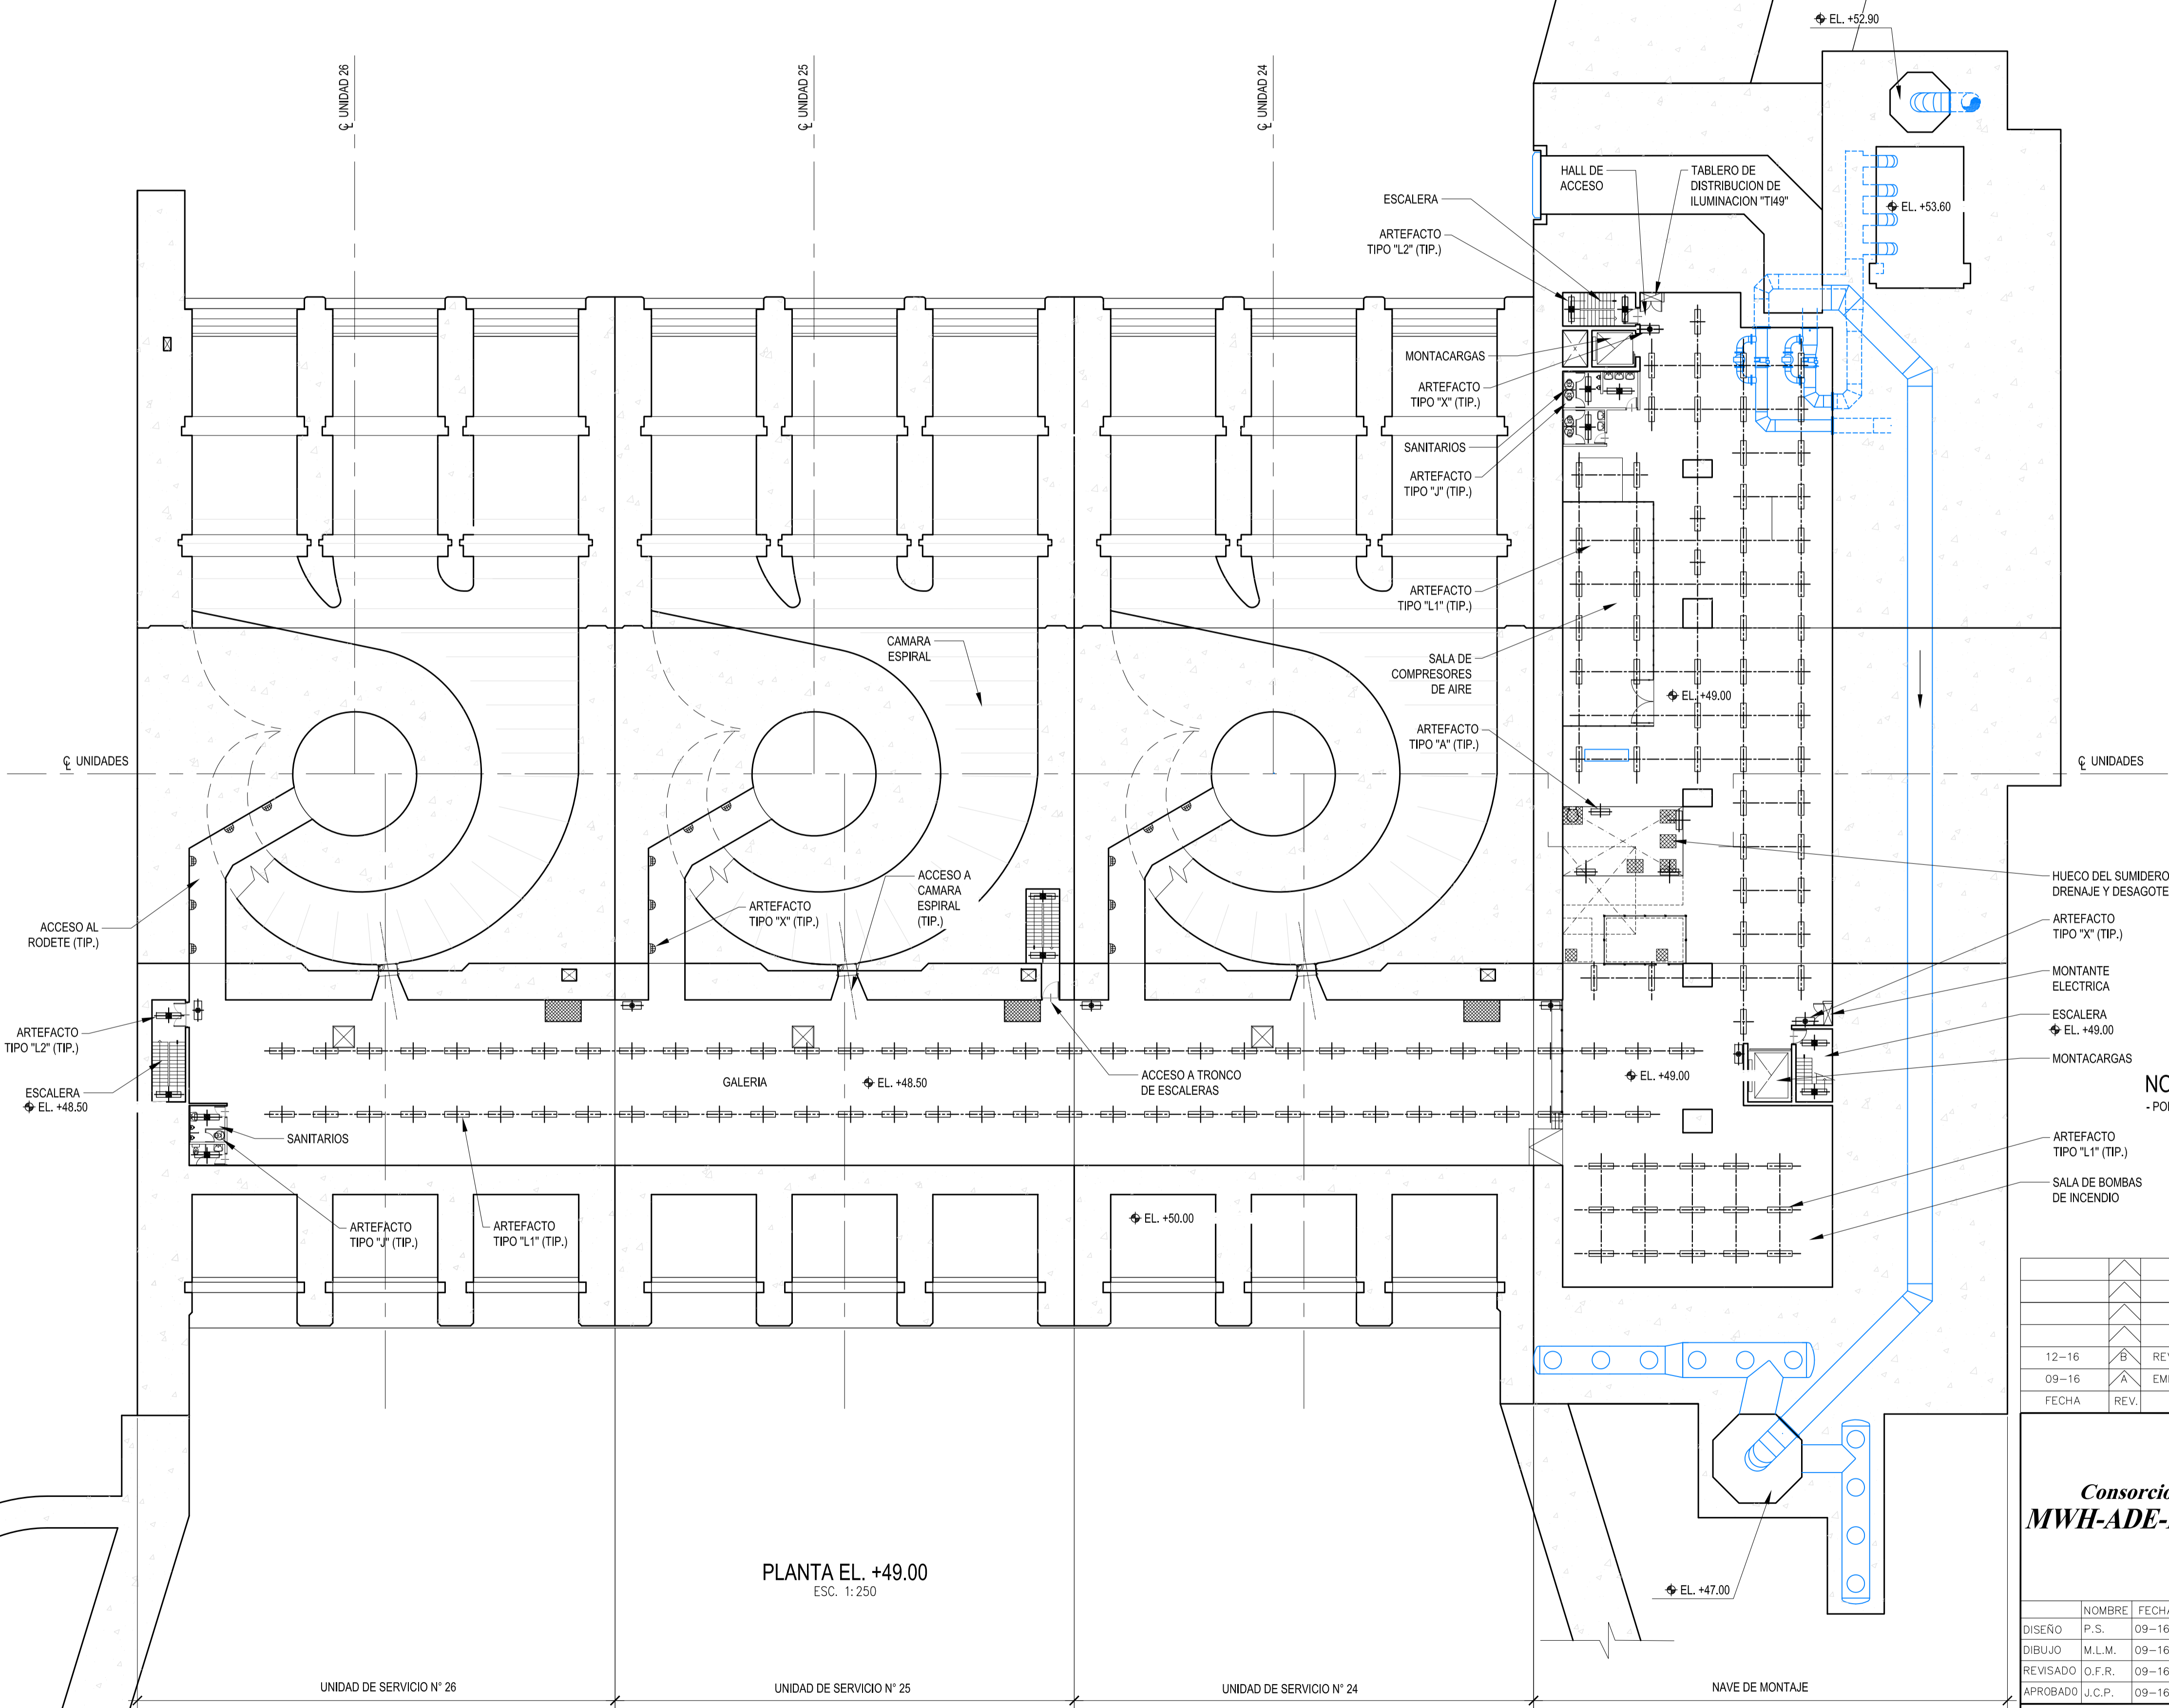 EL. +52.90
℄ UNIDAD 26
℄ UNIDAD 25
℄ UNIDAD 24
HALL DE
ACCESO
TABLERO DE
DISTRIBUCION DE
ILUMINACION "TI49"
EL. +53.60
ESCALERA
ARTEFACTO
TIPO "L2" (TIP.)
MONTACARGAS
ARTEFACTO
TIPO "X" (TIP.)
SANITARIOS
ARTEFACTO
TIPO "J" (TIP.)
ARTEFACTO
TIPO "L1" (TIP.)
CAMARA
ESPIRAL
SALA DE
COMPRESORES
DE AIRE
EL. +49.00
ARTEFACTO
TIPO "A" (TIP.)
℄ UNIDADES
℄ UNIDADES
ACCESO AL
RODETE (TIP.)
ARTEFACTO
TIPO "X" (TIP.)
ACCESO A
CAMARA
ESPIRAL
(TIP.)
HUECO DEL SUMIDERO
DRENAJE Y DESAGOTE
ARTEFACTO
TIPO "X" (TIP.)
MONTANTE
ELECTRICA
ESCALERA
EL. +49.00
MONTACARGAS
ARTEFACTO
TIPO "L2" (TIP.)
ESCALERA
EL. +48.50
GALERIA
EL. +48.50
ACCESO A TRONCO
DE ESCALERAS
EL. +49.00
SANITARIOS
ARTEFACTO
TIPO "J" (TIP.)
ARTEFACTO
TIPO "L1" (TIP.)
EL. +50.00
ARTEFACTO
TIPO "L1" (TIP.)
SALA DE BOMBAS
DE INCENDIO
12-16 B
09-16 A
FECHA REV.
Consorcio
MWH-ADE-
PLANTA EL. +49.00
ESC. 1:250
EL. +47.00
NOMBRE FECHA
DISEÑO P.S. 09-16
DIBUJO M.L.M. 09-16
REVISADO O.F.R. 09-16
APROBADO J.C.P. 09-16
UNIDAD DE SERVICIO N° 26
UNIDAD DE SERVICIO N° 25
UNIDAD DE SERVICIO N° 24
NAVE DE MONTAJE